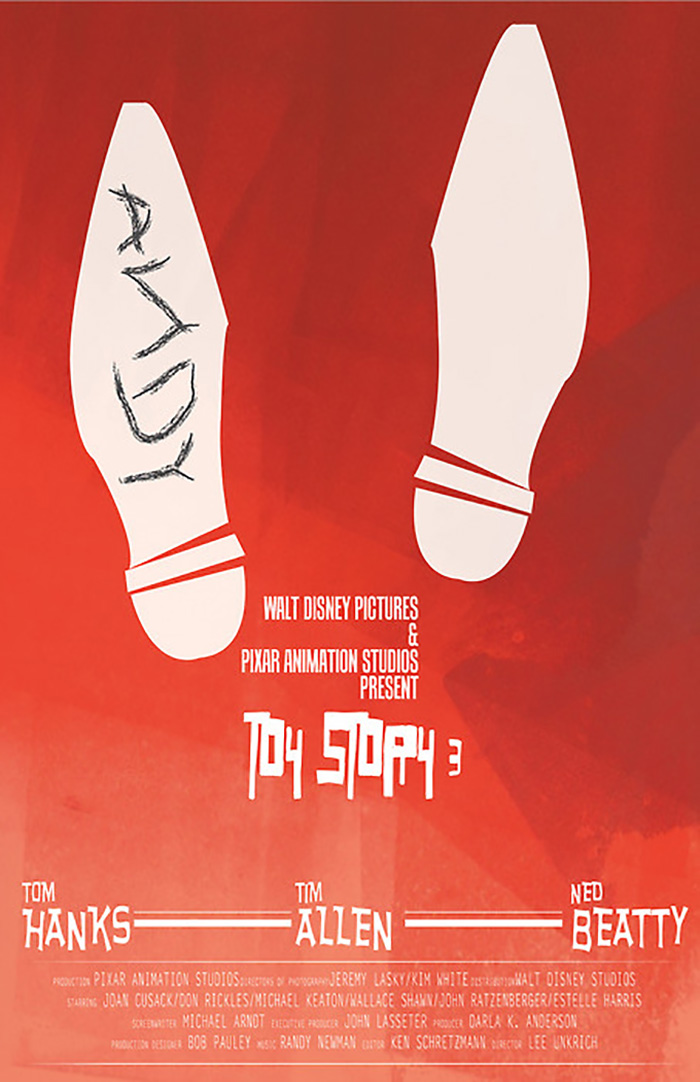 ANDY
WALT DISNEY PICTURES
&
PIXAR ANIMATION STUDIOS
PRESENT
TOY STORY 3
TOM HANKS
TIM ALLEN
NED BEATTY
PRODUCTION PIXAR ANIMATION STUDIOS DIRECTORS OF PHOTOGRAPHY JEREMY LASKY/KIM WHITE DISTRIBUTION WALT DISNEY STUDIOS
STARRING JOAN CUSACK/DON RICKLES/MICHAEL KEATON/WALLACE SHAWN/JOHN RATZENBERGER/ESTELLE HARRIS
SCREENWRITER MICHAEL ARNDT EXECUTIVE PRODUCER JOHN LASSETER PRODUCER DARLA K. ANDERSON
PRODUCTION DESIGNER BOB PAULEY MUSIC RANDY NEWMAN EDITOR KEN SCHRETZMANN DIRECTOR LEE UNKRICH